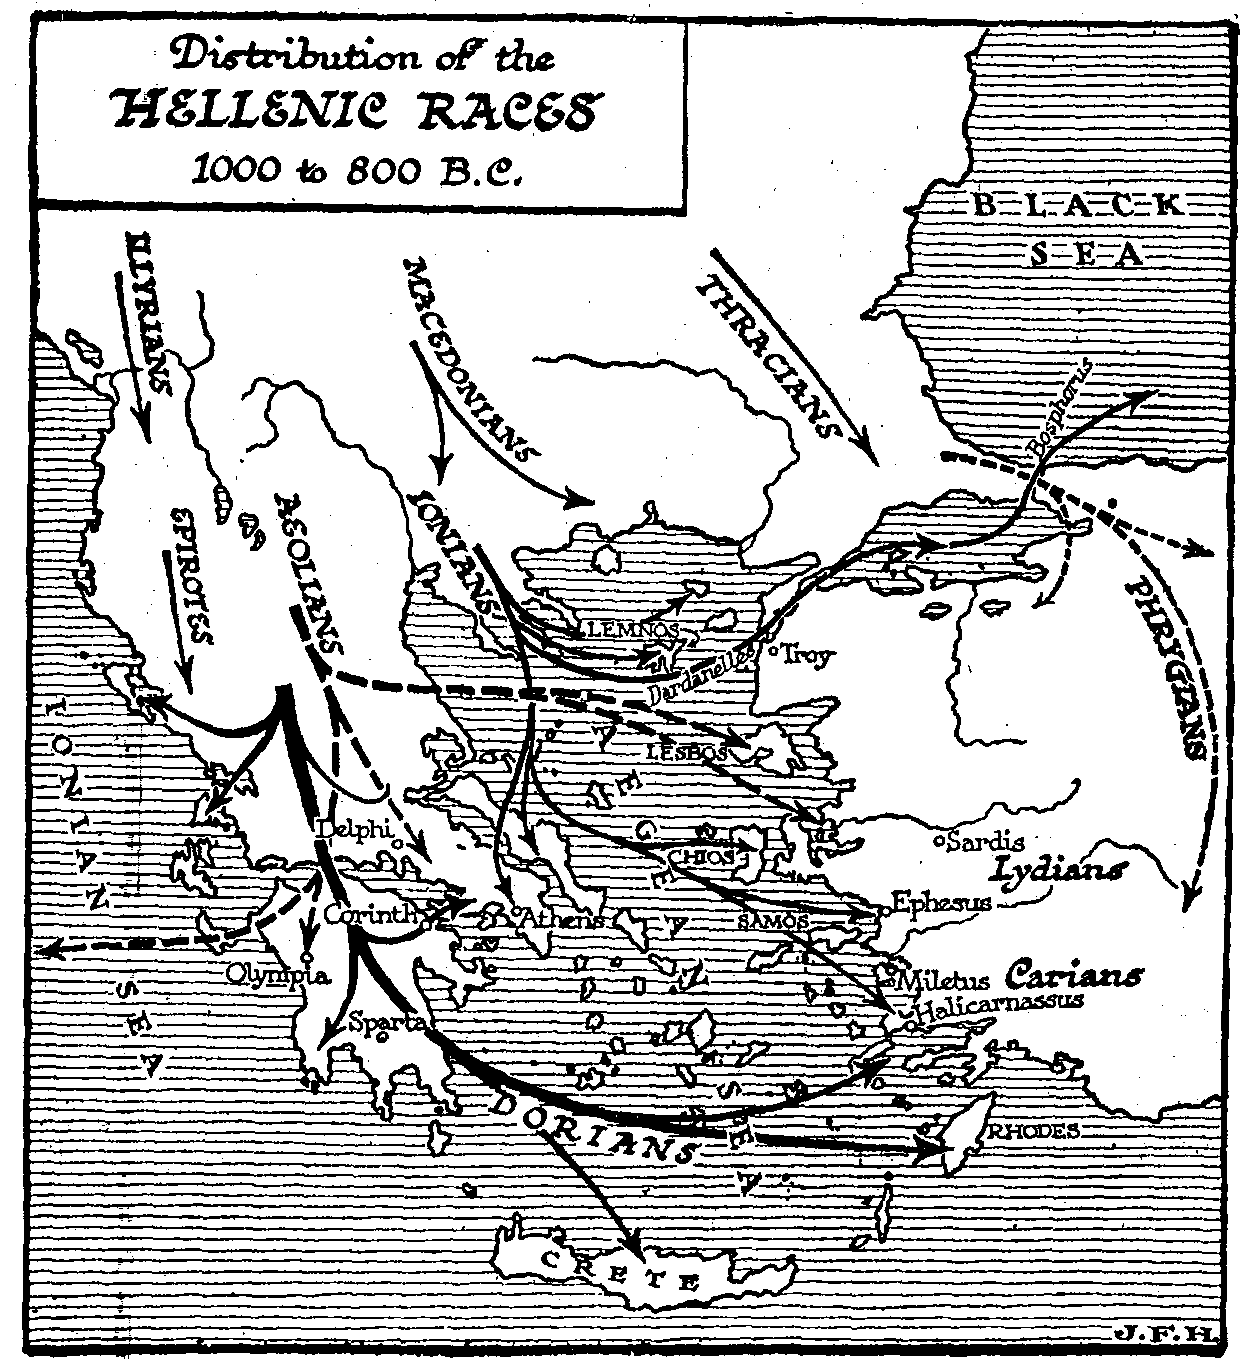 Distribution of the
HELLENIC RACES
1000 to 800 B.C.
BLACK
SEA
ILLYRIANS
MACEDONIANS
THRACIANS
Bosphorus
EPIROTES
AEOLIANS
IONIANS
PHRYGIANS
LEMNOS
Dardanelles
Troy
IONIAN
SEA
AEGEAN
SEA
LESBOS
Delphi
CHIOS
Sardis
Lydians
Corinth
Athens
SAMOS
Ephesus
Olympia
Miletus
Carians
Halicarnassus
Sparta
DORIANS
RHODES
CRETE
J.F.H.